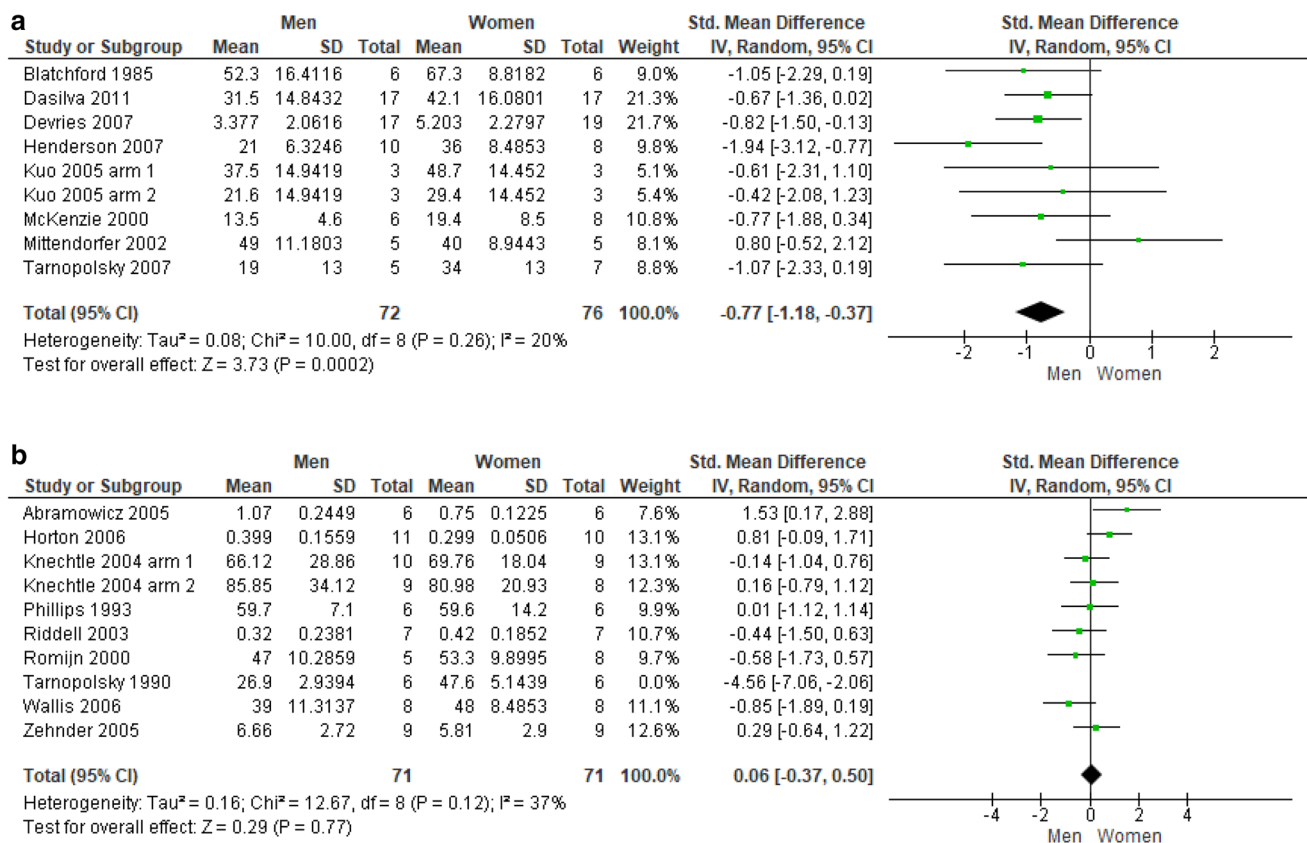 a
Men Women Std. Mean Difference Std. Mean Difference
Study or Subgroup Mean SD Total Mean SD Total Weight IV, Random, 95% CI IV, Random, 95% CI
Blatchford 1985 52.3 16.4116 6 67.3 8.8182 6 9.0% -1.05 [-2.29, 0.19]
Dasilva 2011 31.5 14.8432 17 42.1 16.0801 17 21.3% -0.67 [-1.36, 0.02]
Devries 2007 3.377 2.0616 17 5.203 2.2797 19 21.7% -0.82 [-1.50, -0.13]
Henderson 2007 21 6.3246 10 36 8.4853 8 9.8% -1.94 [-3.12, -0.77]
Kuo 2005 arm 1 37.5 14.9419 3 48.7 14.452 3 5.1% -0.61 [-2.31, 1.10]
Kuo 2005 arm 2 21.6 14.9419 3 29.4 14.452 3 5.4% -0.42 [-2.08, 1.23]
McKenzie 2000 13.5 4.6 6 19.4 8.5 8 10.8% -0.77 [-1.88, 0.34]
Mittendorfer 2002 49 11.1803 5 40 8.9443 5 8.1% 0.80 [-0.52, 2.12]
Tarnopolsky 2007 19 13 5 34 13 7 8.8% -1.07 [-2.33, 0.19]
Total (95% CI) 72 76 100.0% -0.77 [-1.18, -0.37]
Heterogeneity: Tau² = 0.08; Chi² = 10.00, df = 8 (P = 0.26); I² = 20%
Test for overall effect: Z = 3.73 (P = 0.0002)
-2 -1 0 1 2
Men Women
b
Men Women Std. Mean Difference Std. Mean Difference
Study or Subgroup Mean SD Total Mean SD Total Weight IV, Random, 95% CI IV, Random, 95% CI
Abramowicz 2005 1.07 0.2449 6 0.75 0.1225 6 7.6% 1.53 [0.17, 2.88]
Horton 2006 0.399 0.1559 11 0.299 0.0506 10 13.1% 0.81 [-0.09, 1.71]
Knechtle 2004 arm 1 66.12 28.86 10 69.76 18.04 9 13.1% -0.14 [-1.04, 0.76]
Knechtle 2004 arm 2 85.85 34.12 9 80.98 20.93 8 12.3% 0.16 [-0.79, 1.12]
Phillips 1993 59.7 7.1 6 59.6 14.2 6 9.9% 0.01 [-1.12, 1.14]
Riddell 2003 0.32 0.2381 7 0.42 0.1852 7 10.7% -0.44 [-1.50, 0.63]
Romijn 2000 47 10.2859 5 53.3 9.8995 8 9.7% -0.58 [-1.73, 0.57]
Tarnopolsky 1990 26.9 2.9394 6 47.6 5.1439 6 0.0% -4.56 [-7.06, -2.06]
Wallis 2006 39 11.3137 8 48 8.4853 8 11.1% -0.85 [-1.89, 0.19]
Zehnder 2005 6.66 2.72 9 5.81 2.9 9 12.6% 0.29 [-0.64, 1.22]
Total (95% CI) 71 71 100.0% 0.06 [-0.37, 0.50]
Heterogeneity: Tau² = 0.16; Chi² = 12.67, df = 8 (P = 0.12); I² = 37%
Test for overall effect: Z = 0.29 (P = 0.77)
-4 -2 0 2 4
Men Women